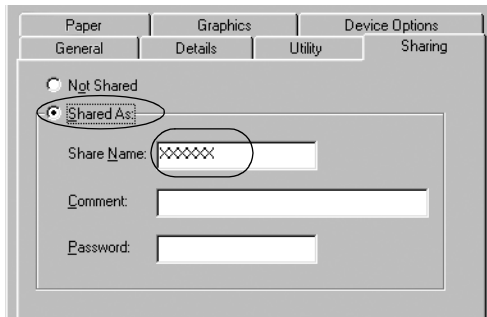 Paper Graphics Device Options
General Details Utility Sharing
Not Shared
Shared As:
Share Name: XXXXXX
Comment:
Password: